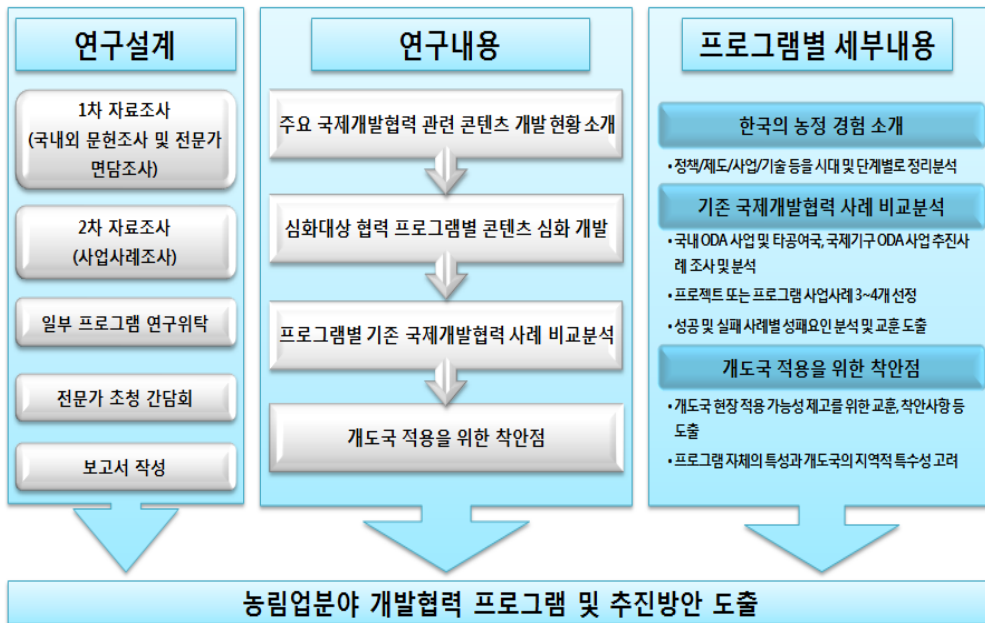 연구설계
1차 자료조사
(국내외 문헌조사 및 전문가
면담조사)
2차 자료조사
(사업사례조사)
일부 프로그램 연구위탁
전문가 초청 간담회
보고서 작성
연구내용
주요 국제개발협력 관련 콘텐츠 개발 현황 소개
심화대상 협력 프로그램별 콘텐츠 심화 개발
프로그램별 기존 국제개발협력 사례 비교분석
개도국 적용을 위한 착안점
프로그램별 세부내용
한국의 농정 경험 소개
• 정책/제도/사업/기술 등을 시대 및 단계별로 정리분석
기존 국제개발협력 사례 비교분석
• 국내 ODA 사업 및 타공여국, 국제기구 ODA 사업 추진사
례 조사 및 분석
• 프로젝트 또는 프로그램 사업사례 3~4개 선정
• 성공 및 실패 사례별 성패요인 분석 및 교훈 도출
개도국 적용을 위한 착안점
• 개도국 현장 적용 가능성 제고를 위한 교훈, 착안사항 등
도출
• 프로그램 자체의 특성과 개도국의 지역적 특수성 고려
농림업분야 개발협력 프로그램 및 추진방안 도출